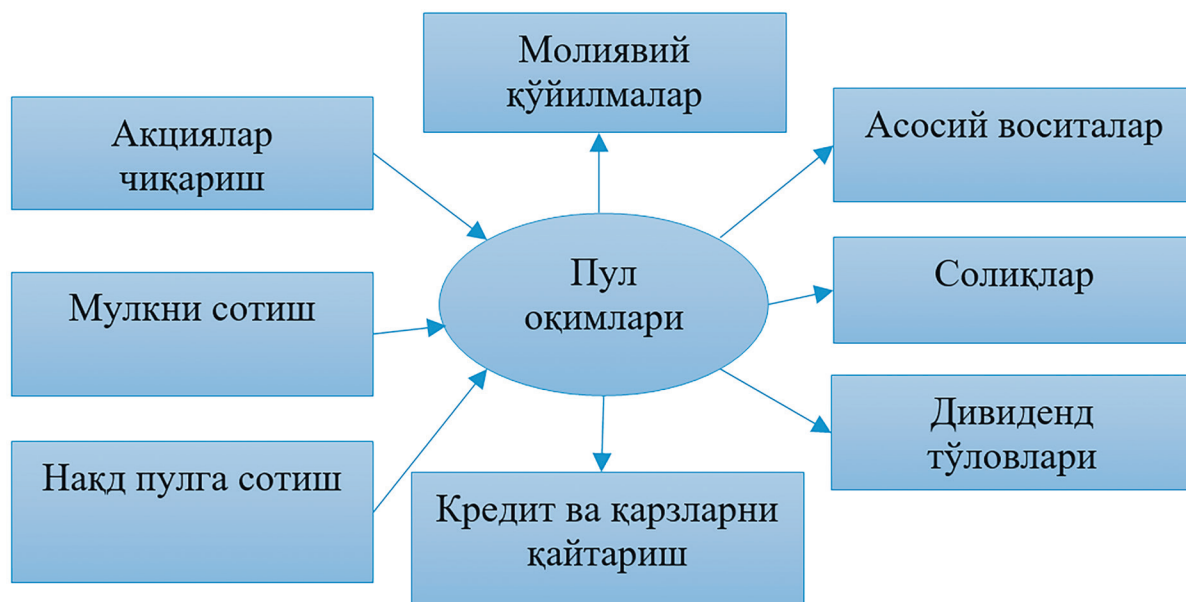 Молиявий
қўйилмалар
Акциялар
чиқариш
Асосий воситалар
Мулкни сотиш
Пул
оқимлари
Солиқлар
Нақд пулга сотиш
Дивиденд
тўловлари
Кредит ва қарзларни
қайтариш